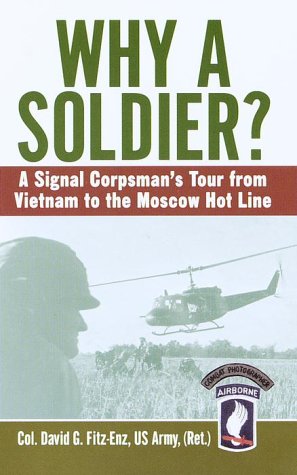 WHY A
SOLDIER?
A Signal Corpsman's Tour from
Vietnam to the Moscow Hot Line
COMBAT PHOTOGRAPHER
AIRBORNE
Col. David G. Fitz-Enz, US Army, (Ret.)